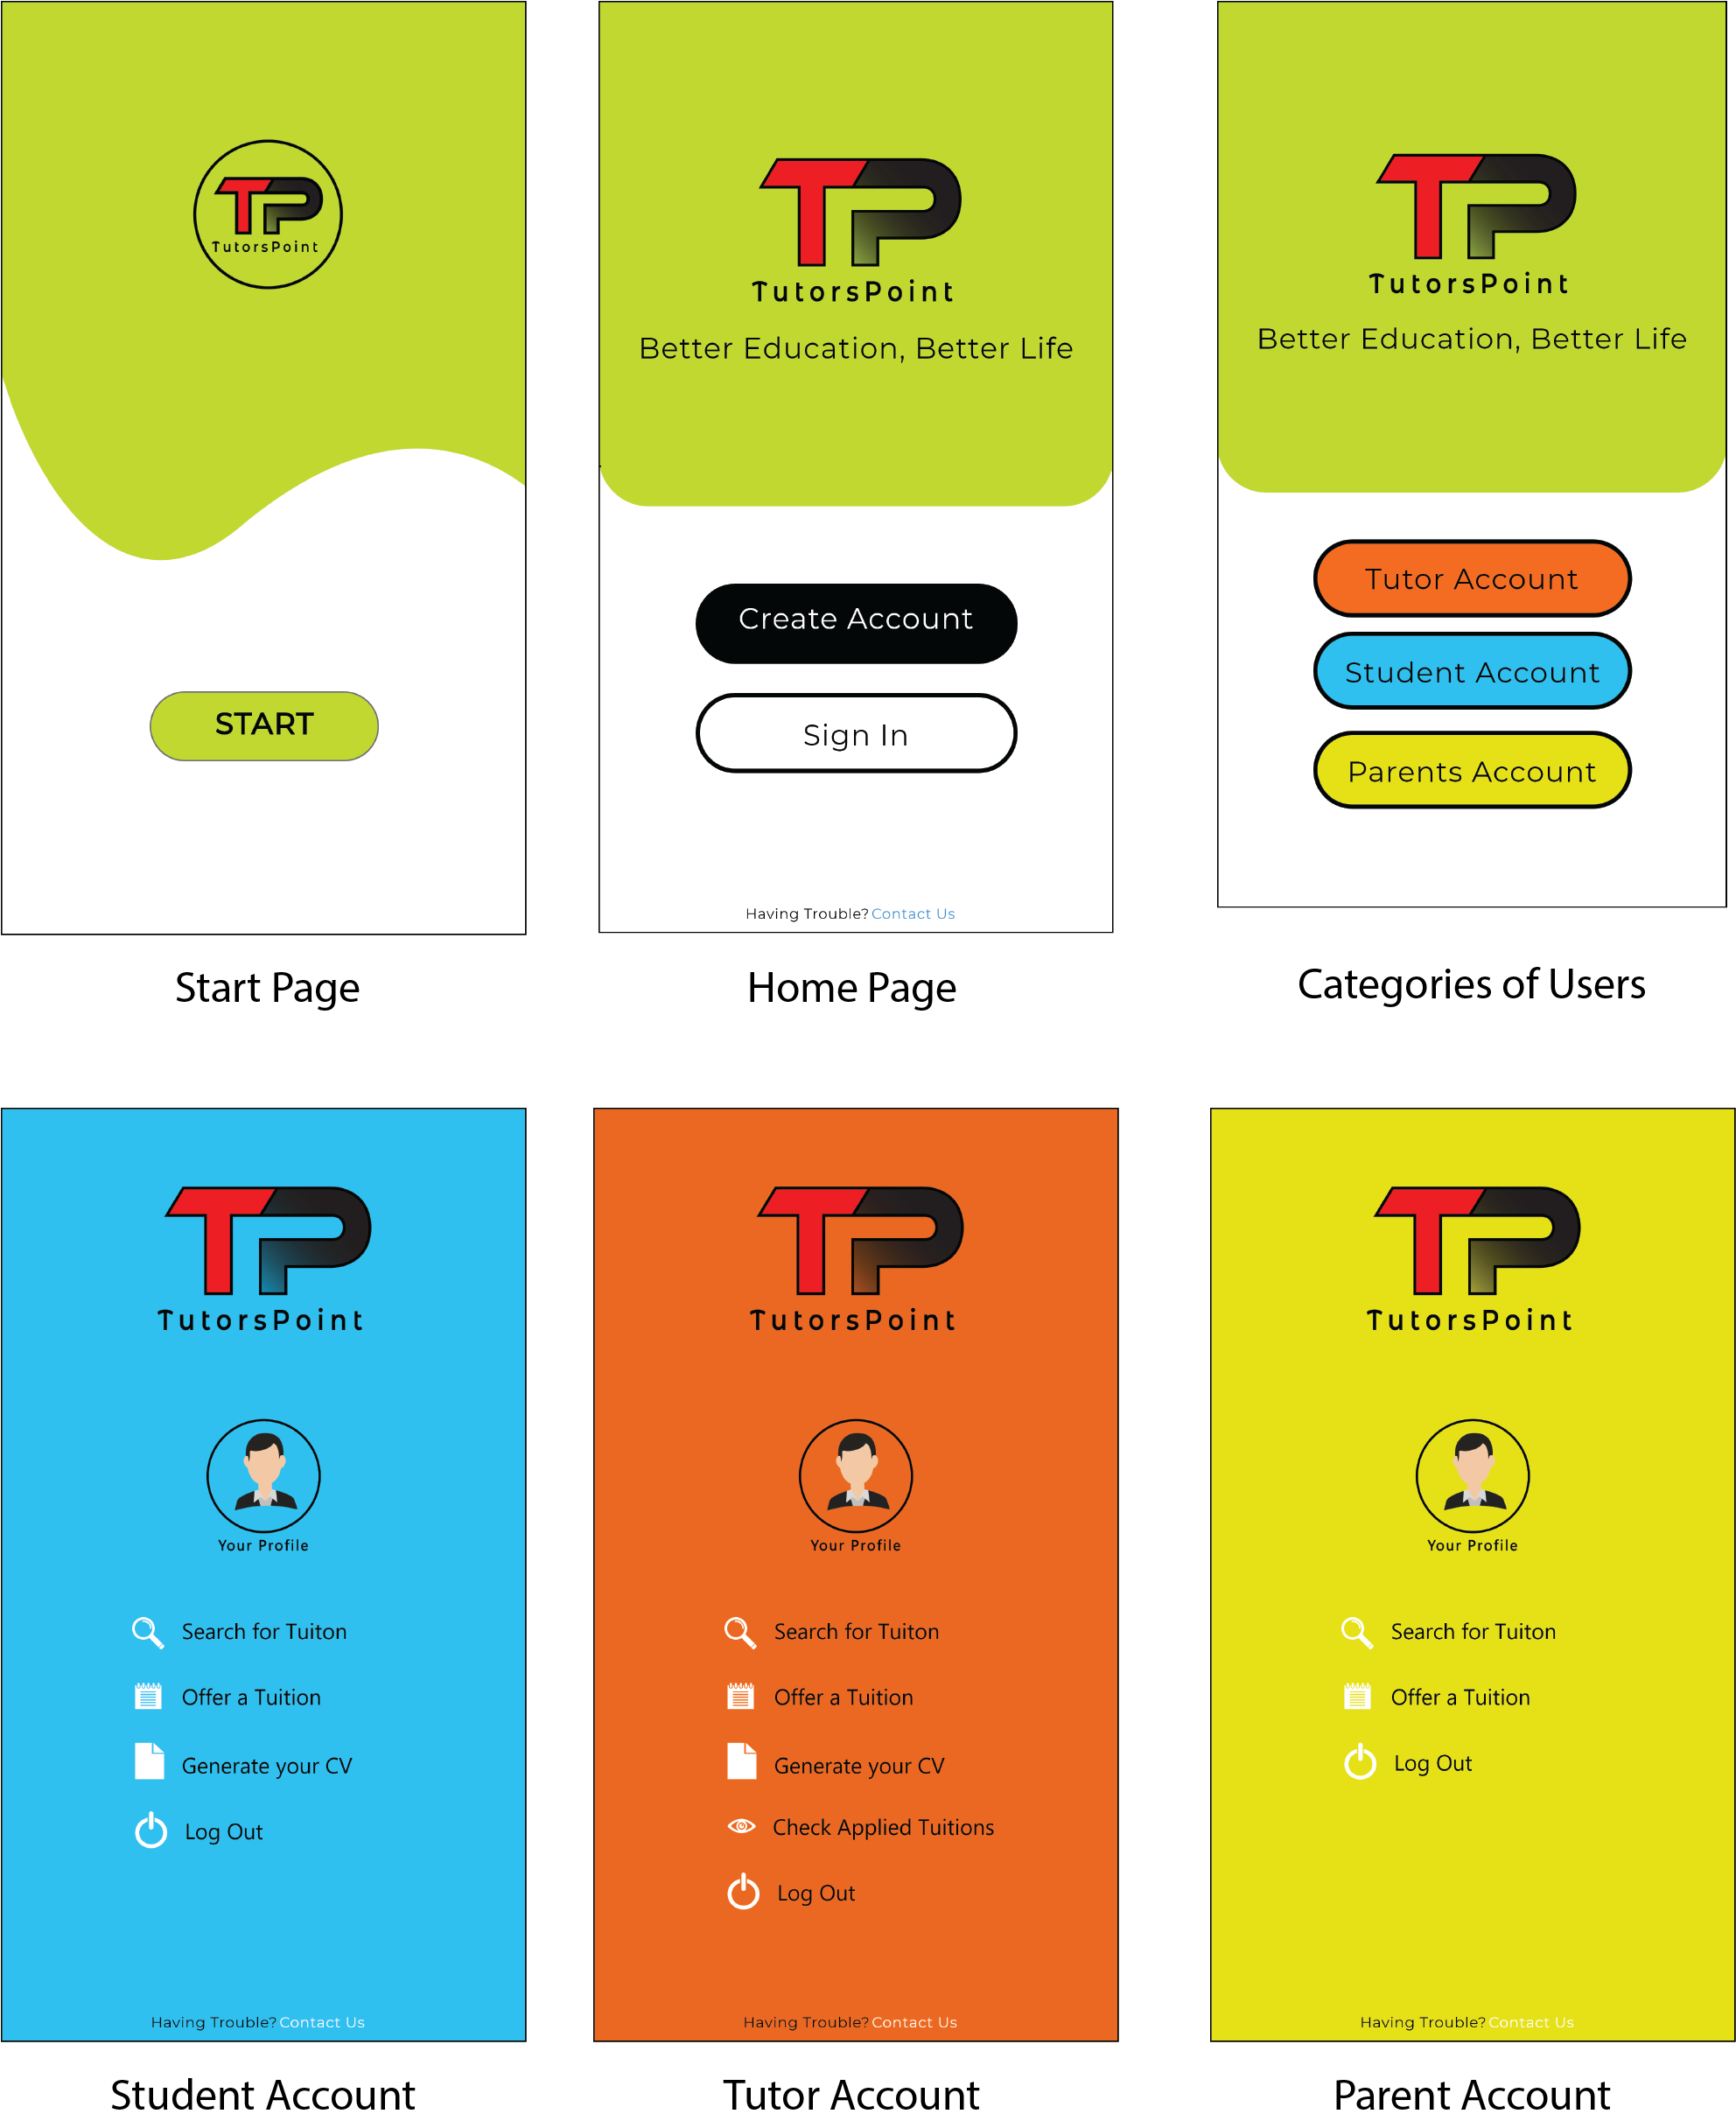 TP
TutorsPoint
START
Start Page
TP
TutorsPoint
Better Education, Better Life
Create Account
Sign In
Having Trouble? Contact Us
Home Page
TP
TutorsPoint
Better Education, Better Life
Tutor Account
Student Account
Parents Account
Categories of Users
TP
TutorsPoint
Your Profile
Search for Tuiton
Offer a Tuition
Generate your CV
Log Out
Having Trouble? Contact Us
Student Account
TP
TutorsPoint
Your Profile
Search for Tuiton
Offer a Tuition
Generate your CV
Check Applied Tuitions
Log Out
Having Trouble? Contact Us
Tutor Account
TP
TutorsPoint
Your Profile
Search for Tuiton
Offer a Tuition
Log Out
Having Trouble? Contact Us
Parent Account